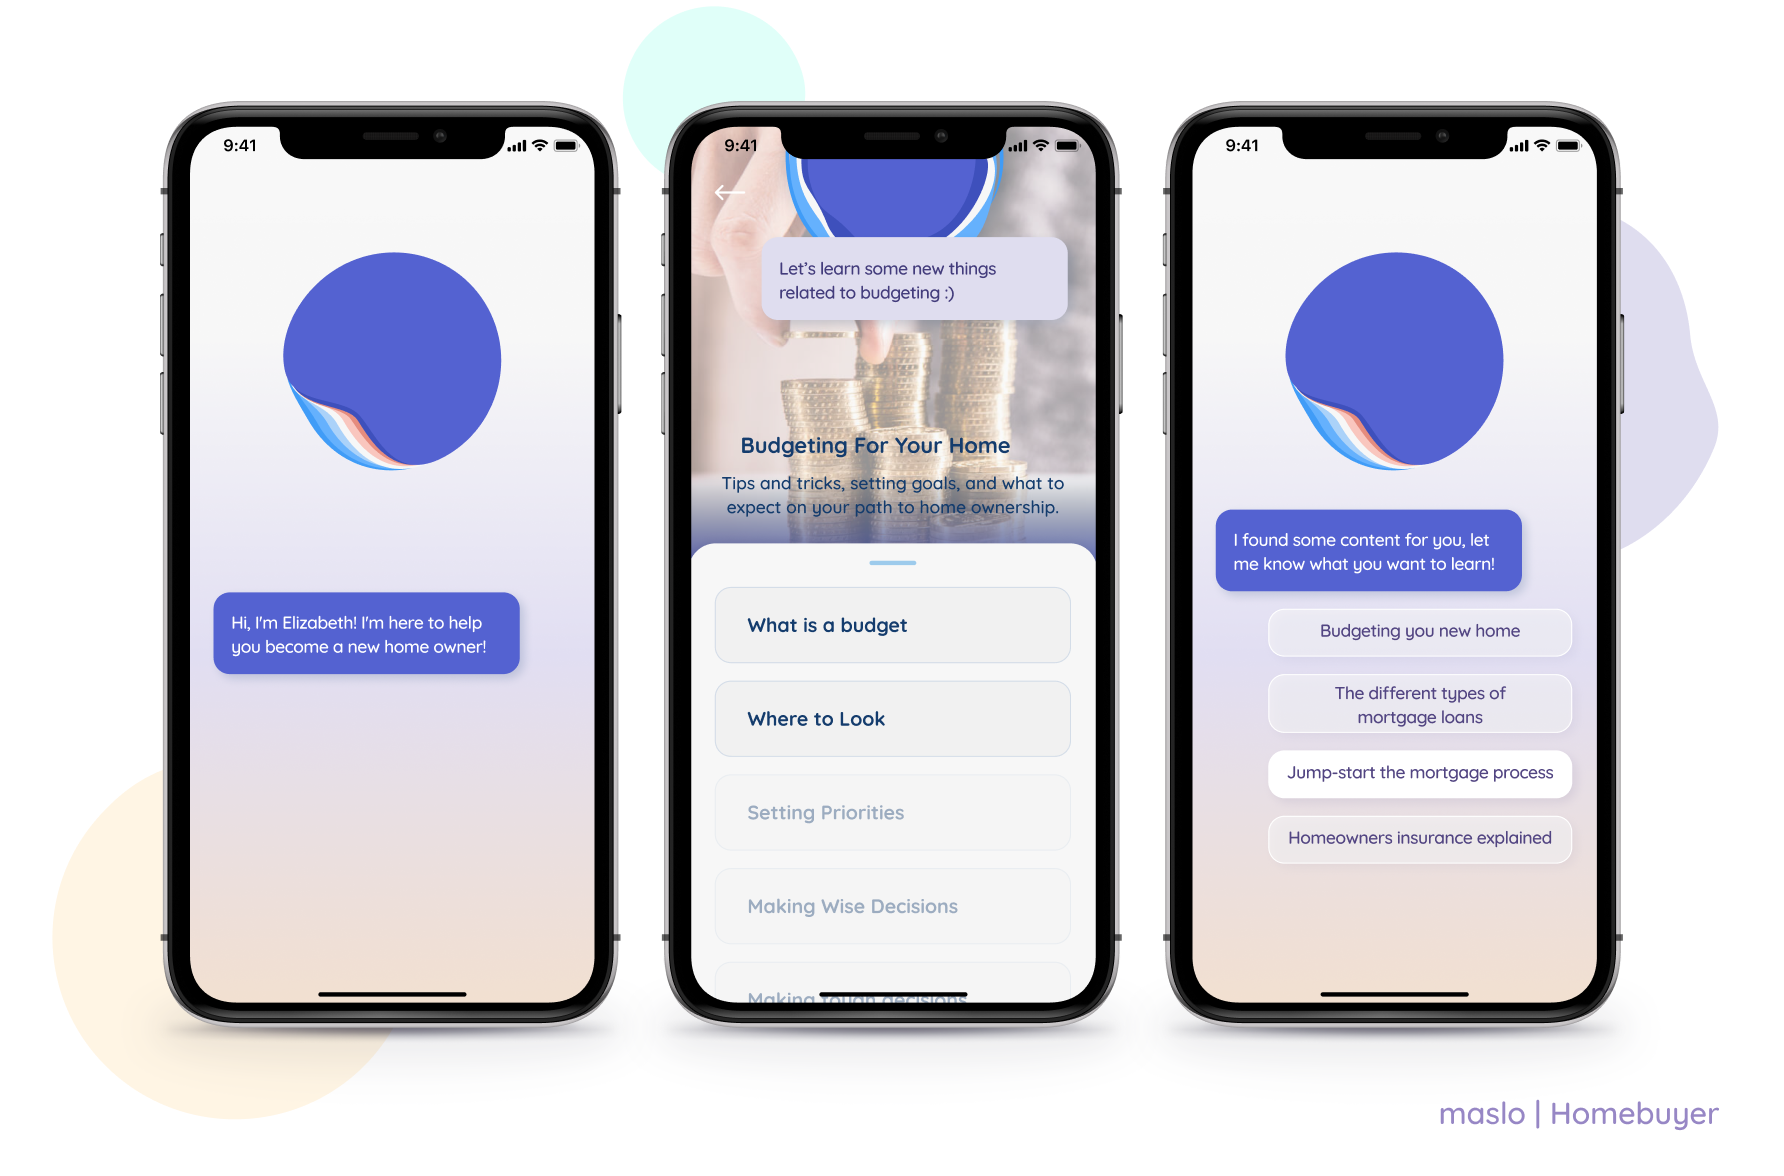 9:41
Hi, I'm Elizabeth! I'm here to help
you become a new home owner!
9:41
Let's learn some new things
related to budgeting :)
Budgeting For Your Home
Tips and tricks, setting goals, and what to
expect on your path to home ownership.
What is a budget
Where to Look
Setting Priorities
Making Wise Decisions
Making tough decisions
9:41
I found some content for you, let
me know what you want to learn!
Budgeting you new home
The different types of
mortgage loans
Jump-start the mortgage process
Homeowners insurance explained
maslo | Homebuyer